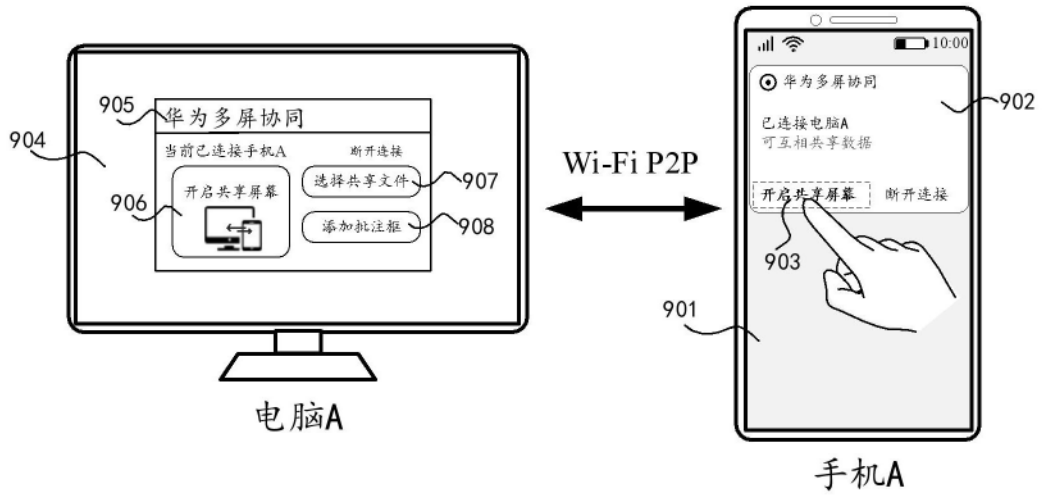 905
华为多屏协同
904
当前已连接手机A
断开连接
906
开启共享屏幕
选择共享文件
907
添加批注框
908
电脑A
Wi-Fi P2P
10:00
华为多屏协同
902
已连接电脑A
可互相共享数据
开启共享屏幕
断开连接
903
901
手机A